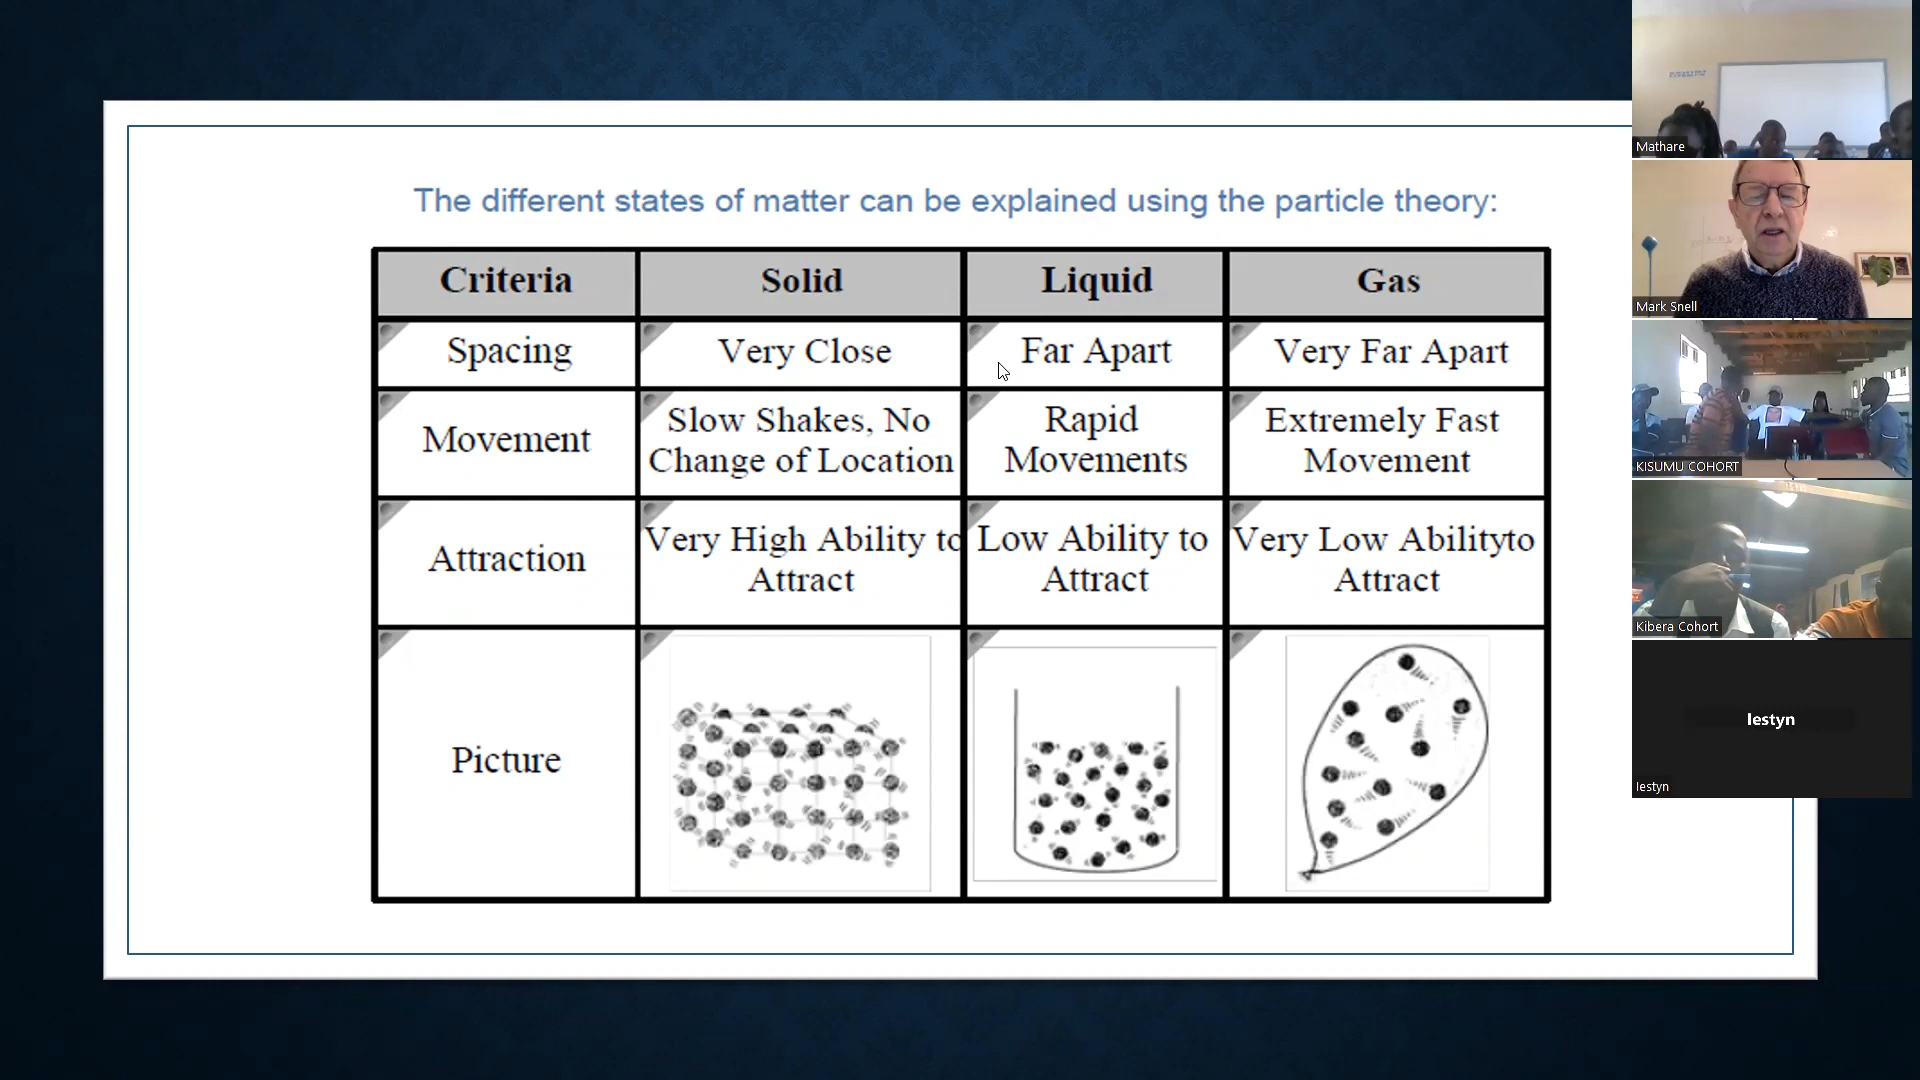 The different states of matter can be explained using the particle theory:
Criteria
Solid
Liquid
Gas
Spacing
Very Close
Far Apart
Very Far Apart
Movement
Slow Shakes, No
Change of Location
Rapid
Movements
Extremely Fast
Movement
Attraction
Very High Ability to
Attract
Low Ability to
Attract
Very Low Abilityto
Attract
Picture
Mathare
Mark Snell
KISUMU COHORT
Kibera Cohort
Iestyn
Iestyn